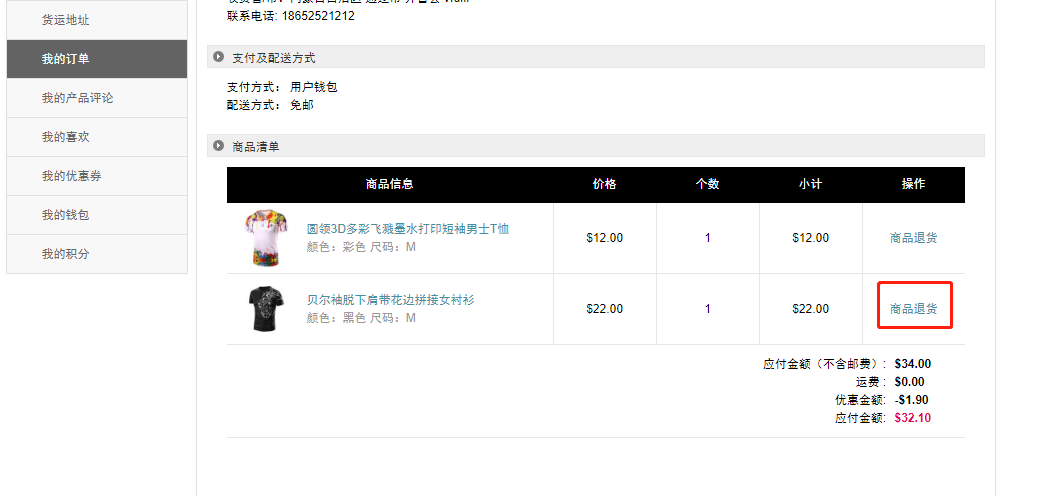 货运地址
我的订单
我的产品评论
我的喜欢
我的优惠券
我的钱包
我的积分
联系电话: 18652521212
支付及配送方式
支付方式： 用户钱包
配送方式： 免邮
商品清单
商品信息 价格 个数 小计 操作
圆领3D多彩飞溅墨水打印短袖男士T恤
颜色：彩色 尺码：M
$12.00 1 $12.00 商品退货
贝尔袖脱下肩带花边拼接女衬衫
颜色：黑色 尺码：M
$22.00 1 $22.00 商品退货
应付金额（不含邮费）: $34.00
运费 : $0.00
优惠金额: -$1.90
应付金额: $32.10